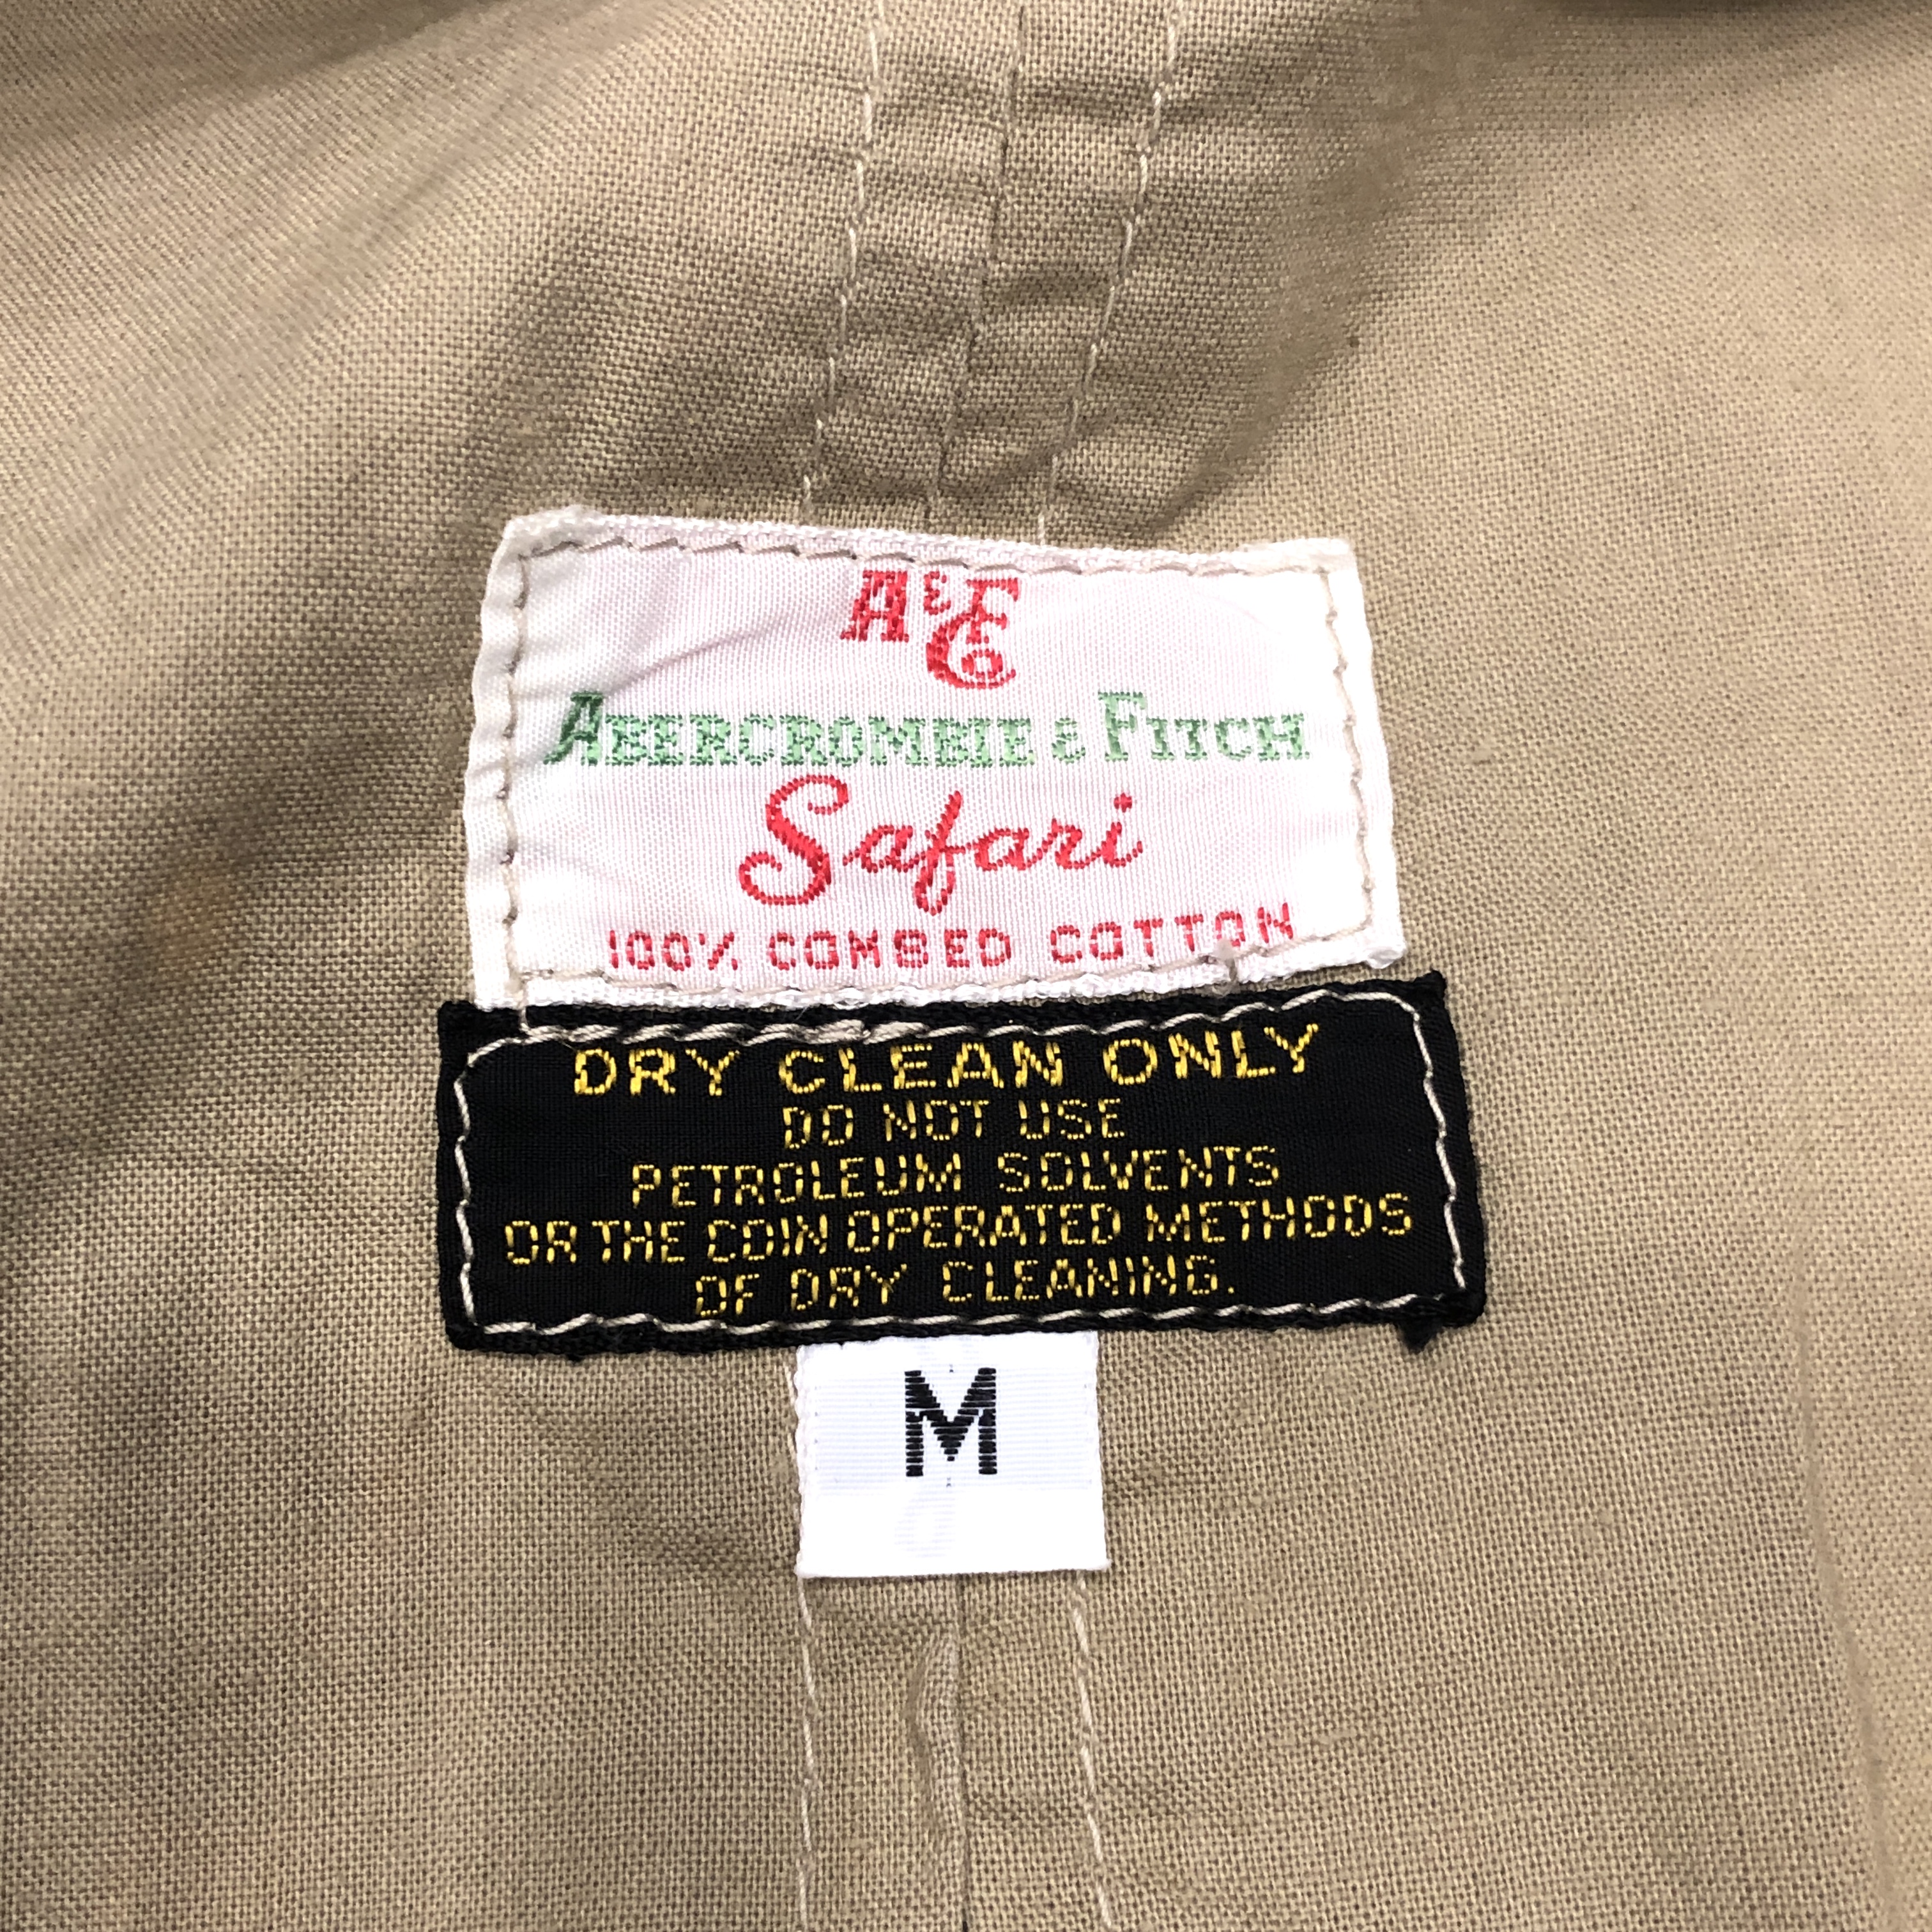 A&F Co
ABERCROMBIE & FITCH
Safari
100% COMBED COTTON
DRY CLEAN ONLY
DO NOT USE
PETROLEUM SOLVENTS
OR THE COIN OPERATED METHODS
OF DRY CLEANING.
M